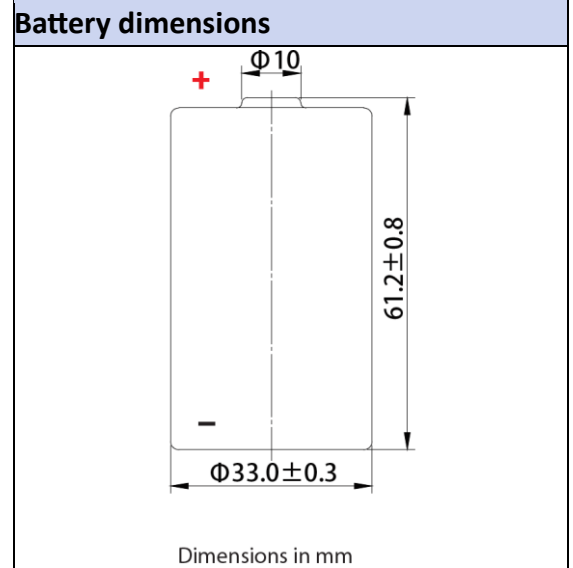 Battery dimensions
Φ10
+
61.2±0.8
−
Φ33.0±0.3
Dimensions in mm